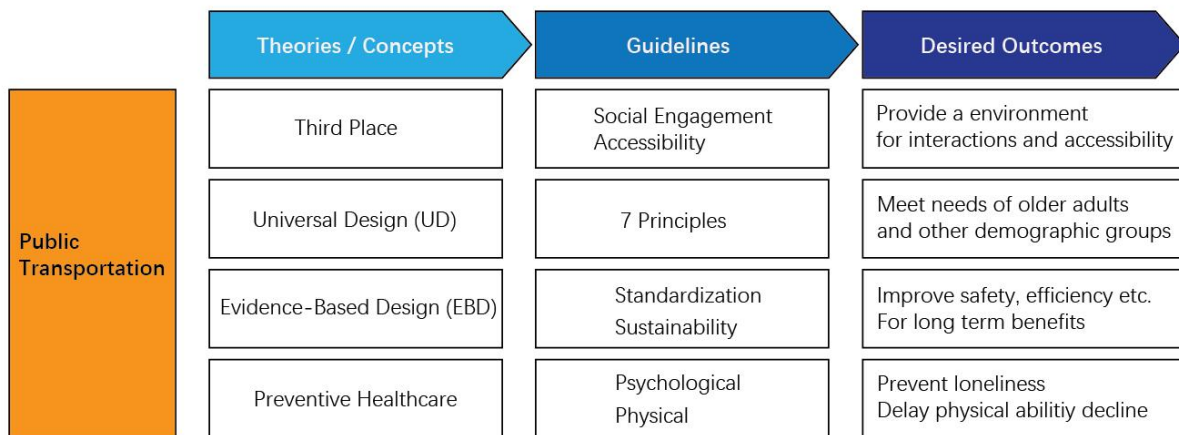 Theories / Concepts
Guidelines
Desired Outcomes
Public
Transportation
Third Place
Social Engagement
Accessibility
Provide a environment
for interactions and accessibility
Universal Design (UD)
7 Principles
Meet needs of older adults
and other demographic groups
Evidence-Based Design (EBD)
Standardization
Sustainability
Improve safety, efficiency etc.
For long term benefits
Preventive Healthcare
Psychological
Physical
Prevent loneliness
Delay physical abilitiy decline